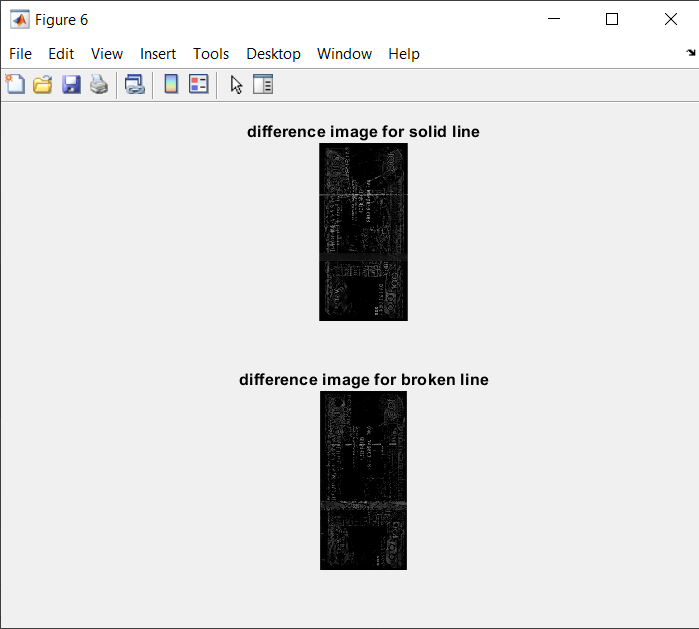 Figure 6
File Edit View Insert Tools Desktop Window Help
difference image for solid line
difference image for broken line